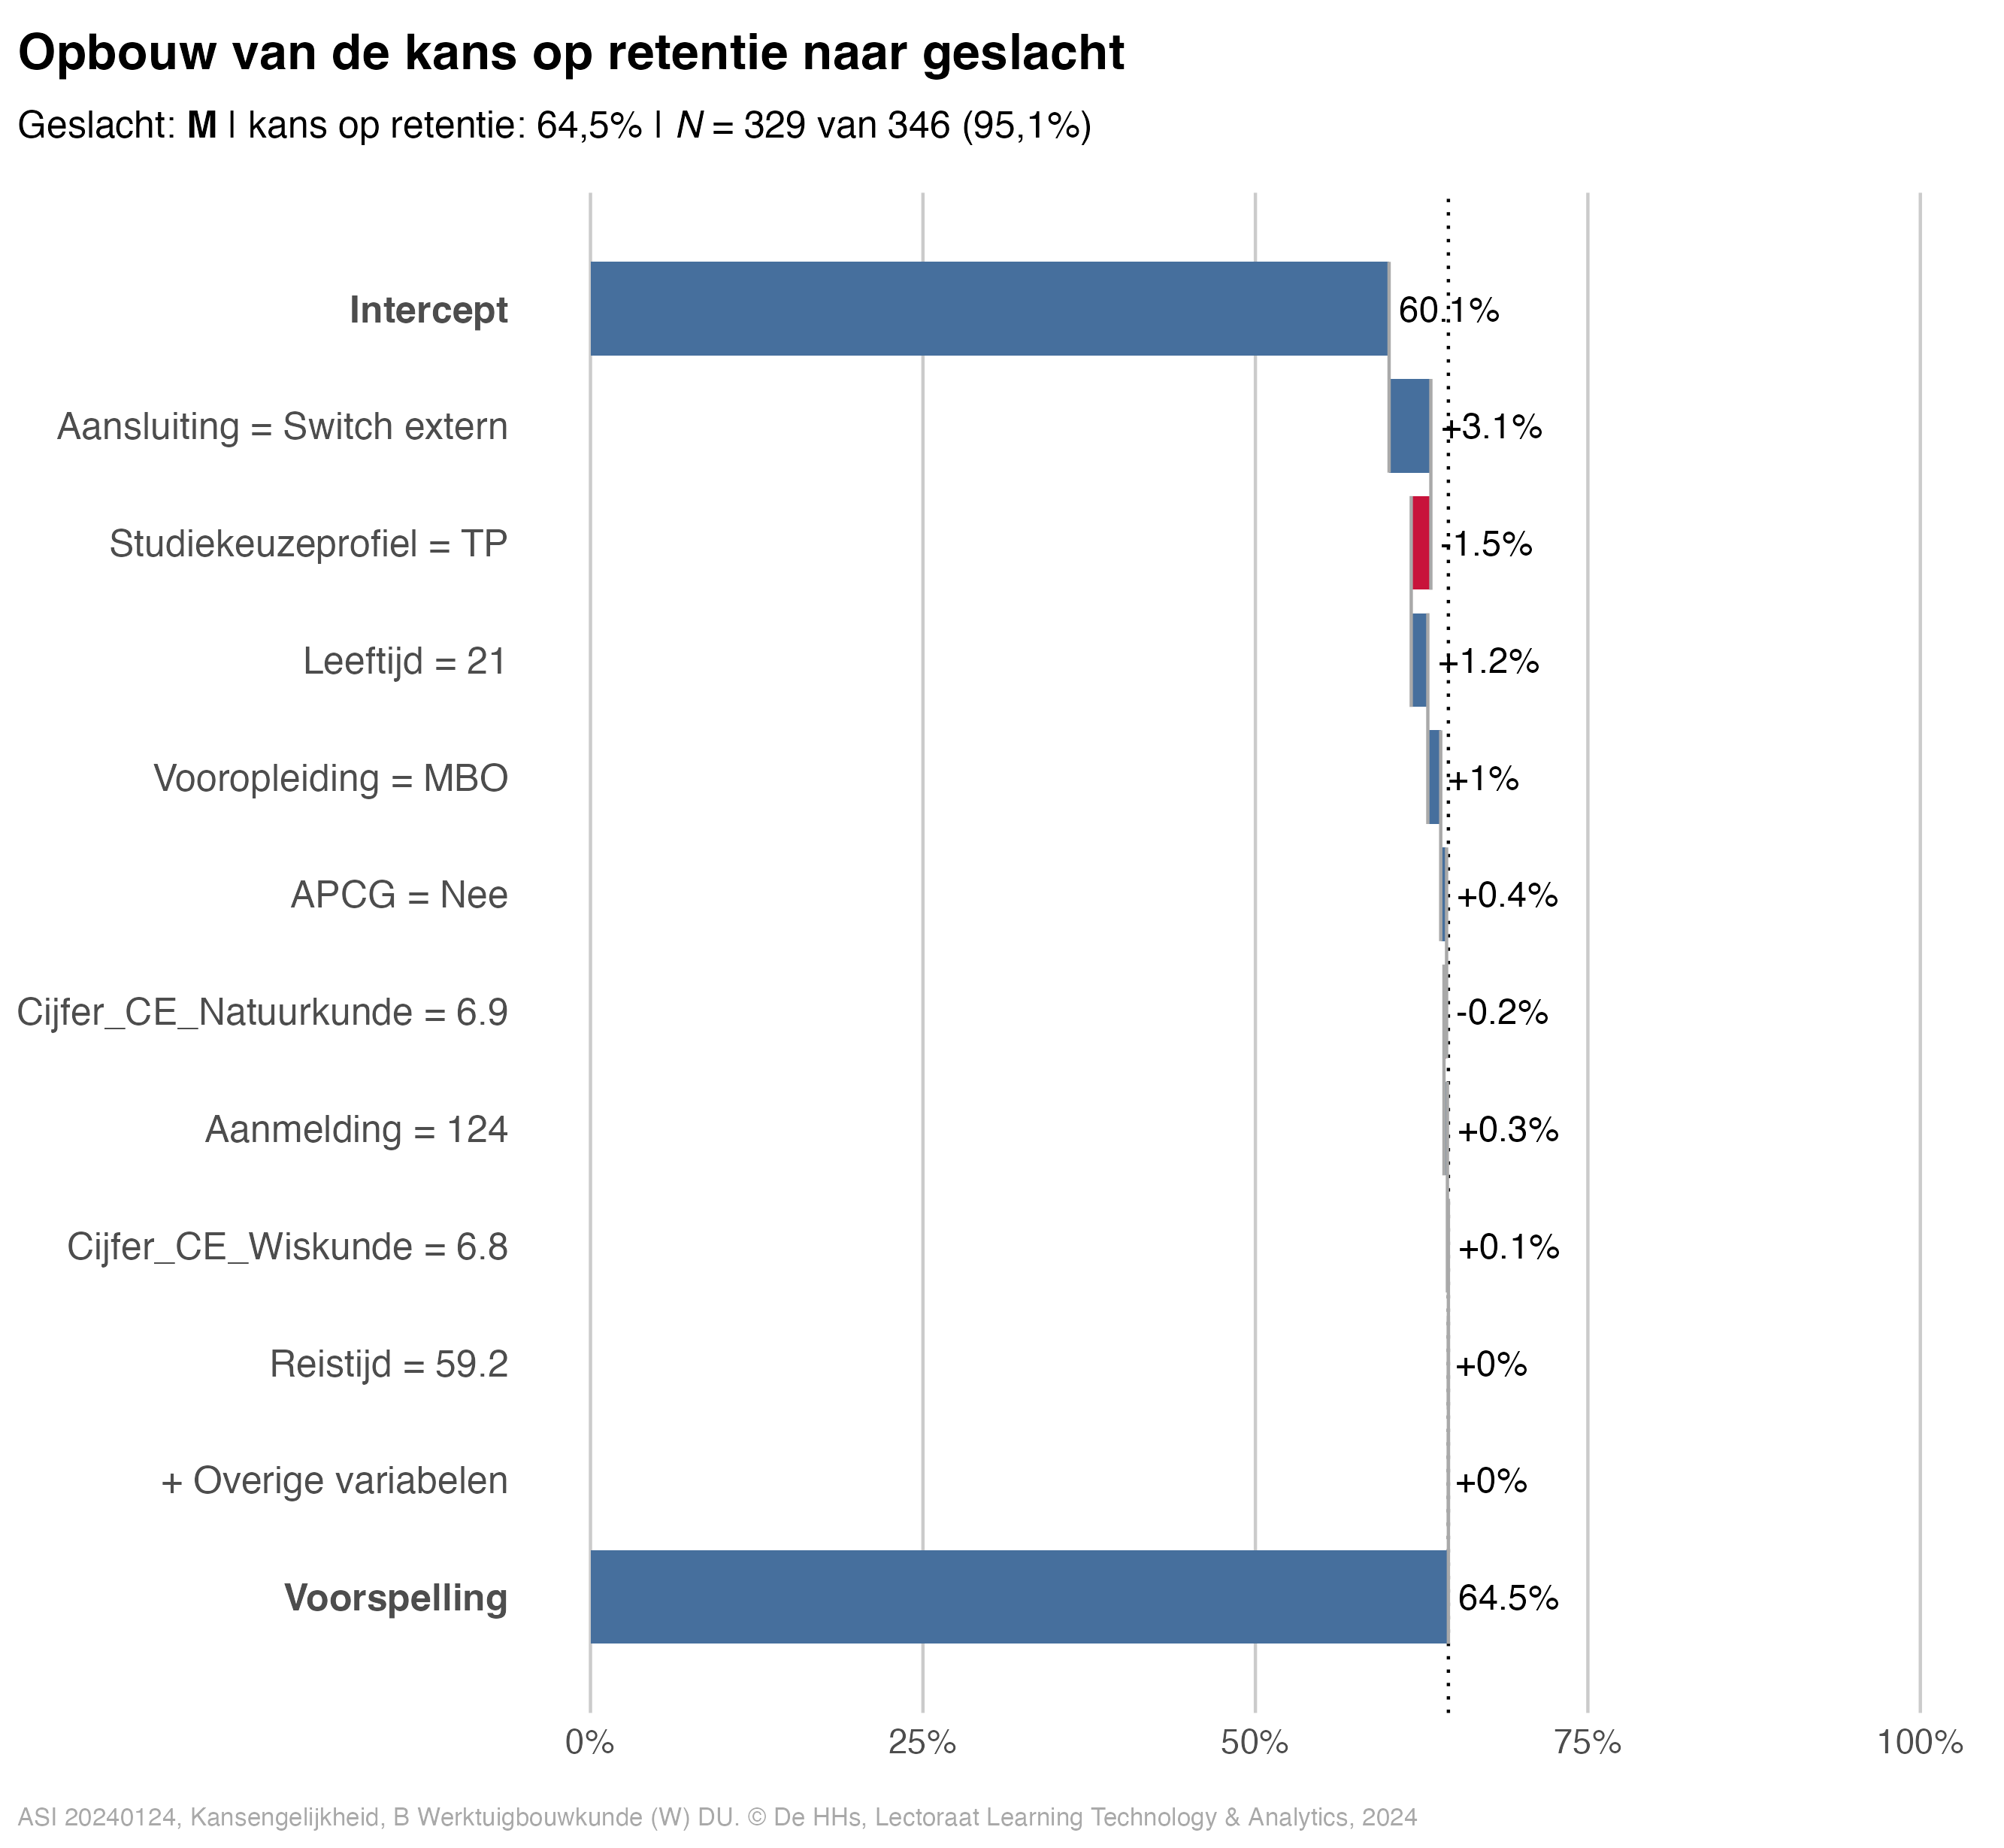 Opbouw van de kans op retentie naar geslacht
Geslacht: M | kans op retentie: 64,5% | N = 329 van 346 (95,1%)
Intercept 60.1%
Aansluiting = Switch extern +3.1%
Studiekeuzeprofiel = TP -1.5%
Leeftijd = 21 +1.2%
Vooropleiding = MBO +1%
APCG = Nee +0.4%
Cijfer_CE_Natuurkunde = 6.9 -0.2%
Aanmelding = 124 +0.3%
Cijfer_CE_Wiskunde = 6.8 +0.1%
Reistijd = 59.2 +0%
+ Overige variabelen +0%
Voorspelling 64.5%
0% 25% 50% 75% 100%
ASI 20240124, Kansengelijkheid, B Werktuigbouwkunde (W) DU. © De HHs, Lectoraat Learning Technology & Analytics, 2024